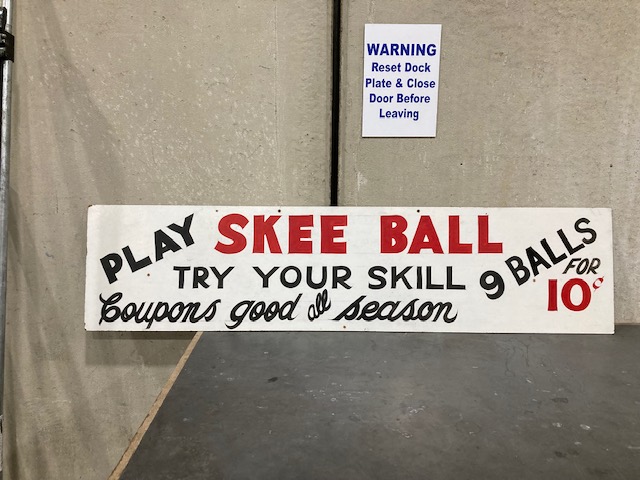 WARNING
Reset Dock
Plate & Close
Door Before
Leaving
PLAY SKEE BALL
TRY YOUR SKILL
Coupons good all season
9 BALLS
FOR
10¢